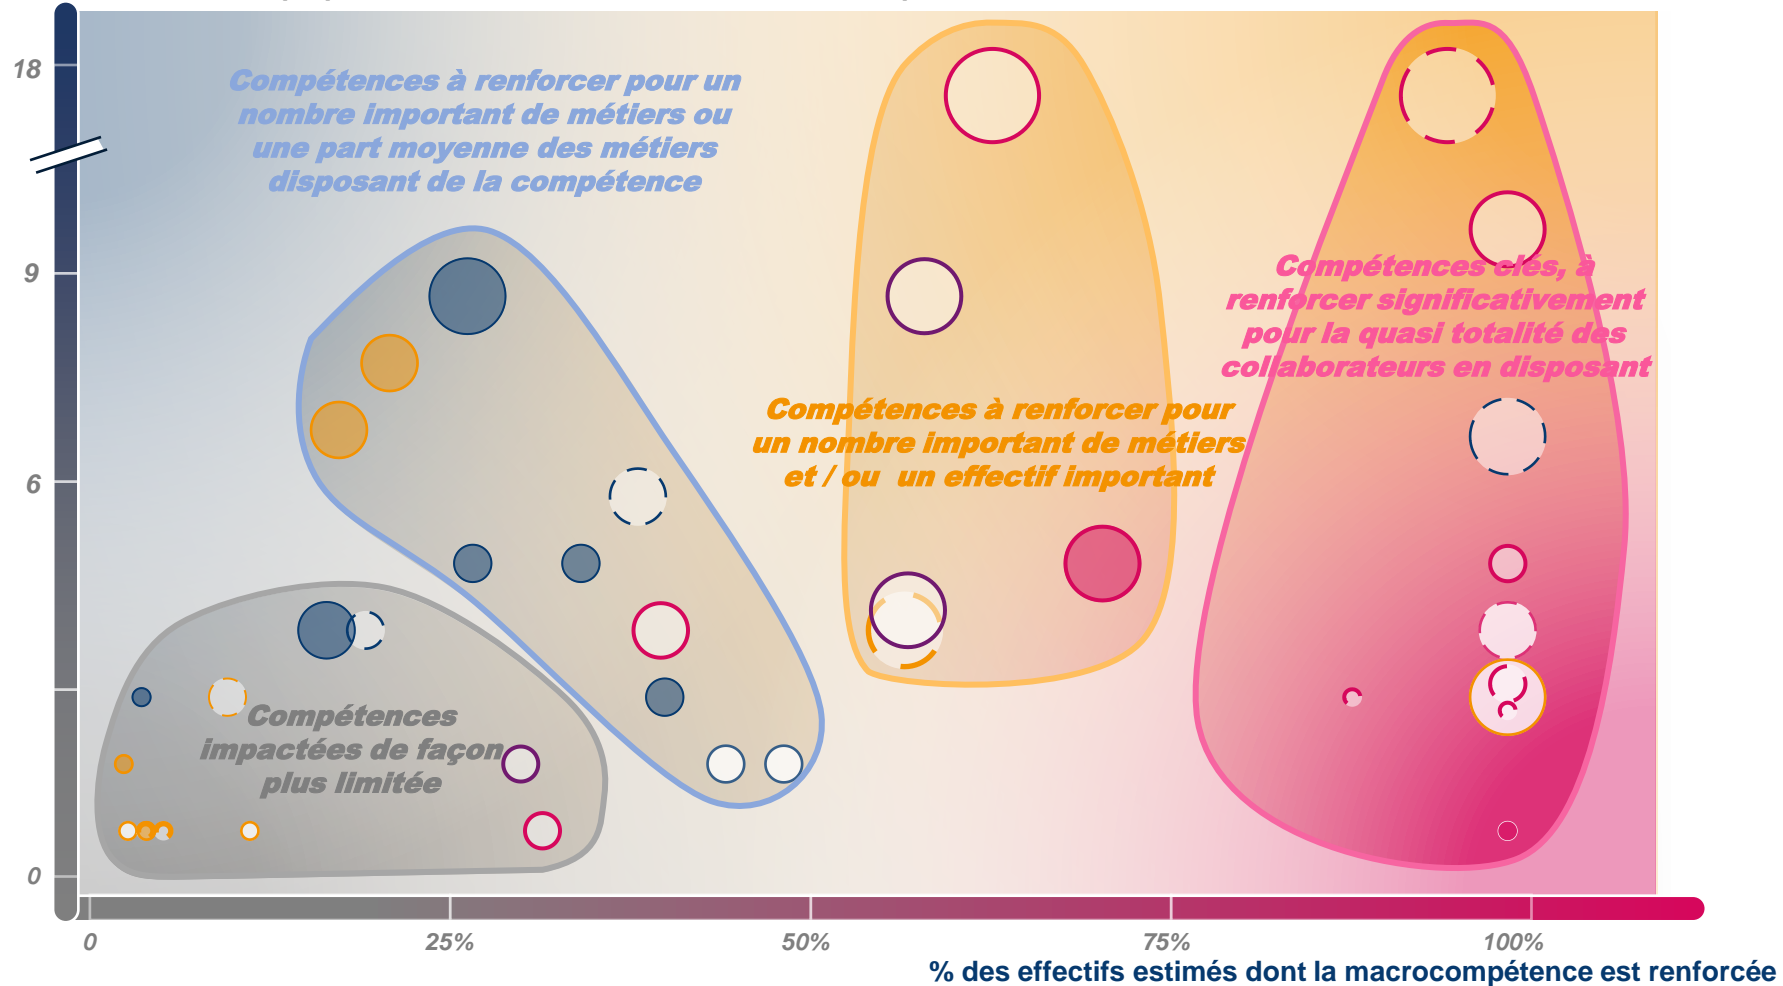 18
Compétences à renforcer pour un
nombre important de métiers ou
une part moyenne des métiers
disposant de la compétence
9
Compétences clés, à
renforcer significativement
pour la quasi totalité des
collaborateurs en disposant
Compétences à renforcer pour
un nombre important de métiers
et / ou un effectif important
6
Compétences
impactées de façon
plus limitée
0
0
25%
50%
75%
100%
% des effectifs estimés dont la macrocompétence est renforcée